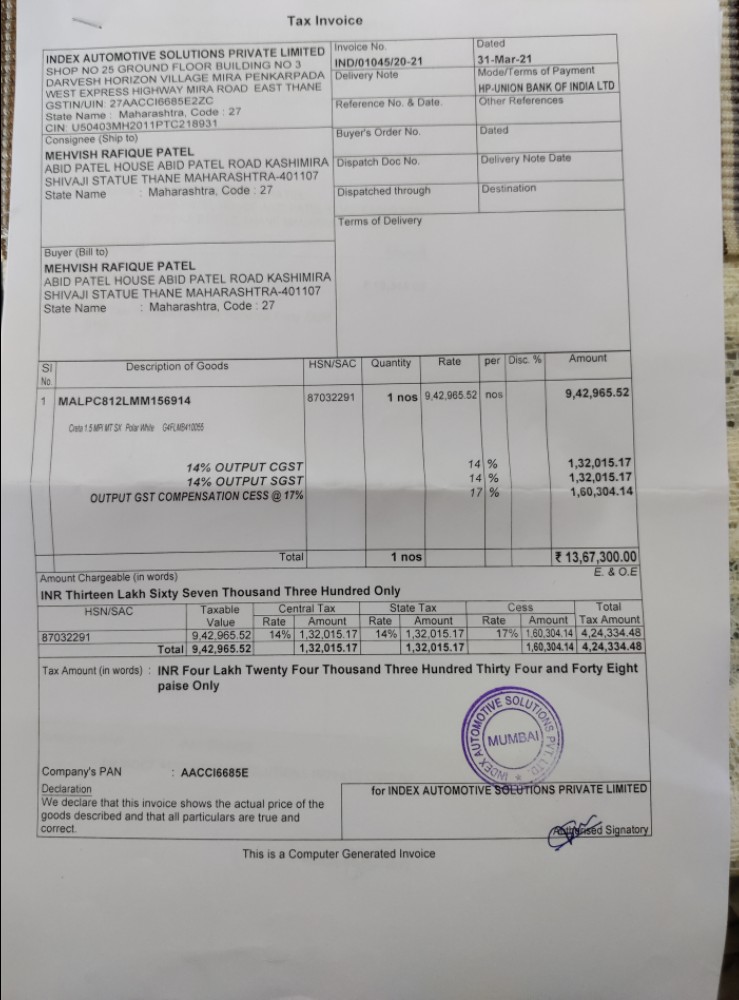 Tax Invoice
INDEX AUTOMOTIVE SOLUTIONS PRIVATE LIMITED
SHOP NO 25 GROUND FLOOR BUILDING NO 3
DARVESH HORIZON VILLAGE MIRA PENKARPADA
WEST EXPRESS HIGHWAY MIRA ROAD EAST THANE
GSTIN/UIN: 27AACCI6685E2ZC
State Name : Maharashtra, Code : 27
CIN: U50403MH2011PTC218931
Invoice No.
IND/01045/20-21
Dated
31-Mar-21
Delivery Note
Mode/Terms of Payment
HP-UNION BANK OF INDIA LTD
Reference No. & Date.
Other References
Buyer's Order No.
Dated
Dispatch Doc No.
Delivery Note Date
Dispatched through
Destination
Terms of Delivery
Consignee (Ship to)
MEHVISH RAFIQUE PATEL
ABID PATEL HOUSE ABID PATEL ROAD KASHIMIRA
SHIVAJI STATUE THANE MAHARASHTRA-401107
State Name : Maharashtra, Code : 27
Buyer (Bill to)
MEHVISH RAFIQUE PATEL
ABID PATEL HOUSE ABID PATEL ROAD KASHIMIRA
SHIVAJI STATUE THANE MAHARASHTRA-401107
State Name : Maharashtra, Code : 27
Sl No. Description of Goods HSN/SAC Quantity Rate per Disc. % Amount
1 MALPC812LMM156914 87032291 1 nos 9,42,965.52 nos 9,42,965.52
Creta 1.5 MPI MT SX Polar White G4FLMB410055
14% OUTPUT CGST 14 % 1,32,015.17
14% OUTPUT SGST 14 % 1,32,015.17
OUTPUT GST COMPENSATION CESS @ 17% 17 % 1,60,304.14
Total 1 nos ₹ 13,67,300.00
Amount Chargeable (in words) E. & O.E
INR Thirteen Lakh Sixty Seven Thousand Three Hundred Only
HSN/SAC Taxable Value Central Tax State Tax Cess Total Tax Amount
Rate Amount Rate Amount Rate Amount
87032291 9,42,965.52 14% 1,32,015.17 14% 1,32,015.17 17% 1,60,304.14 4,24,334.48
Total 9,42,965.52 1,32,015.17 1,32,015.17 1,60,304.14 4,24,334.48
Tax Amount (in words) : INR Four Lakh Twenty Four Thousand Three Hundred Thirty Four and Forty Eight
paise Only
INDEX AUTOMOTIVE SOLUTIONS PVT. LTD.
MUMBAI
Company's PAN : AACCI6685E
Declaration
We declare that this invoice shows the actual price of the
goods described and that all particulars are true and
correct.
for INDEX AUTOMOTIVE SOLUTIONS PRIVATE LIMITED
Authorised Signatory
This is a Computer Generated Invoice